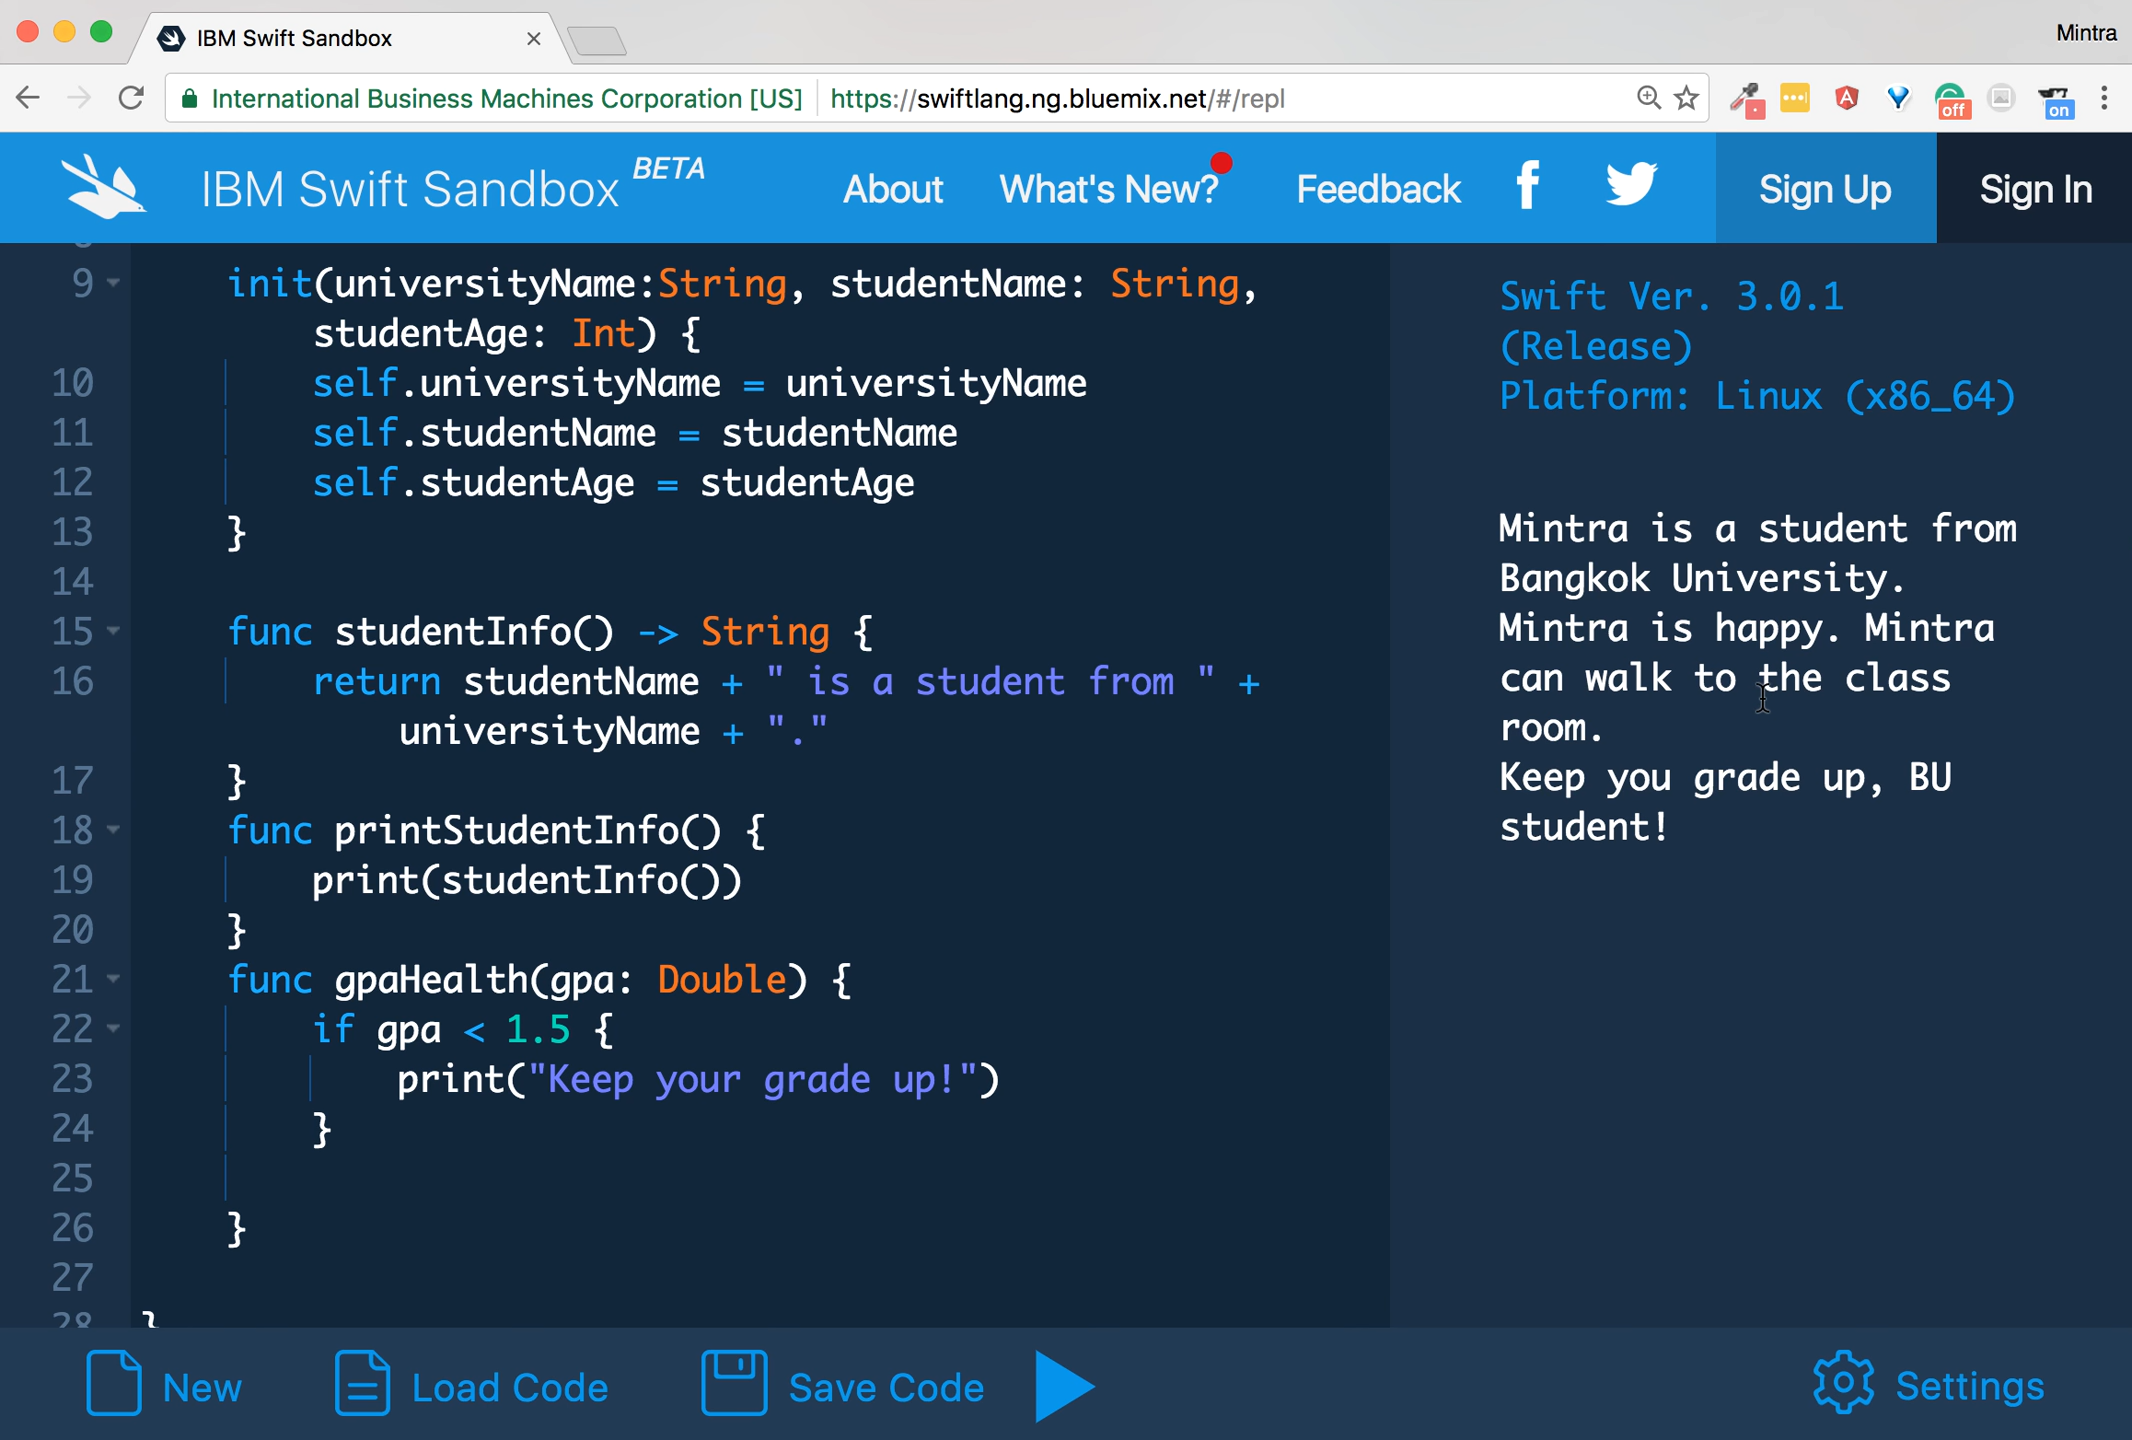 IBM Swift Sandbox
Mintra
International Business Machines Corporation [US] https://swiftlang.ng.bluemix.net/#/repl
off
on
IBM Swift Sandbox BETA
About What's New? Feedback Sign Up Sign In
9 init(universityName:String, studentName: String,
studentAge: Int) {
10 self.universityName = universityName
11 self.studentName = studentName
12 self.studentAge = studentAge
13 }
14
15 func studentInfo() -> String {
16 return studentName + " is a student from " +
universityName + "."
17 }
18 func printStudentInfo() {
19 print(studentInfo())
20 }
21 func gpaHealth(gpa: Double) {
22 if gpa < 1.5 {
23 print("Keep your grade up!")
24 }
25
26 }
27
28 }
Swift Ver. 3.0.1
(Release)
Platform: Linux (x86_64)
Mintra is a student from
Bangkok University.
Mintra is happy. Mintra
can walk to the class
room.
Keep you grade up, BU
student!
New Load Code Save Code Settings